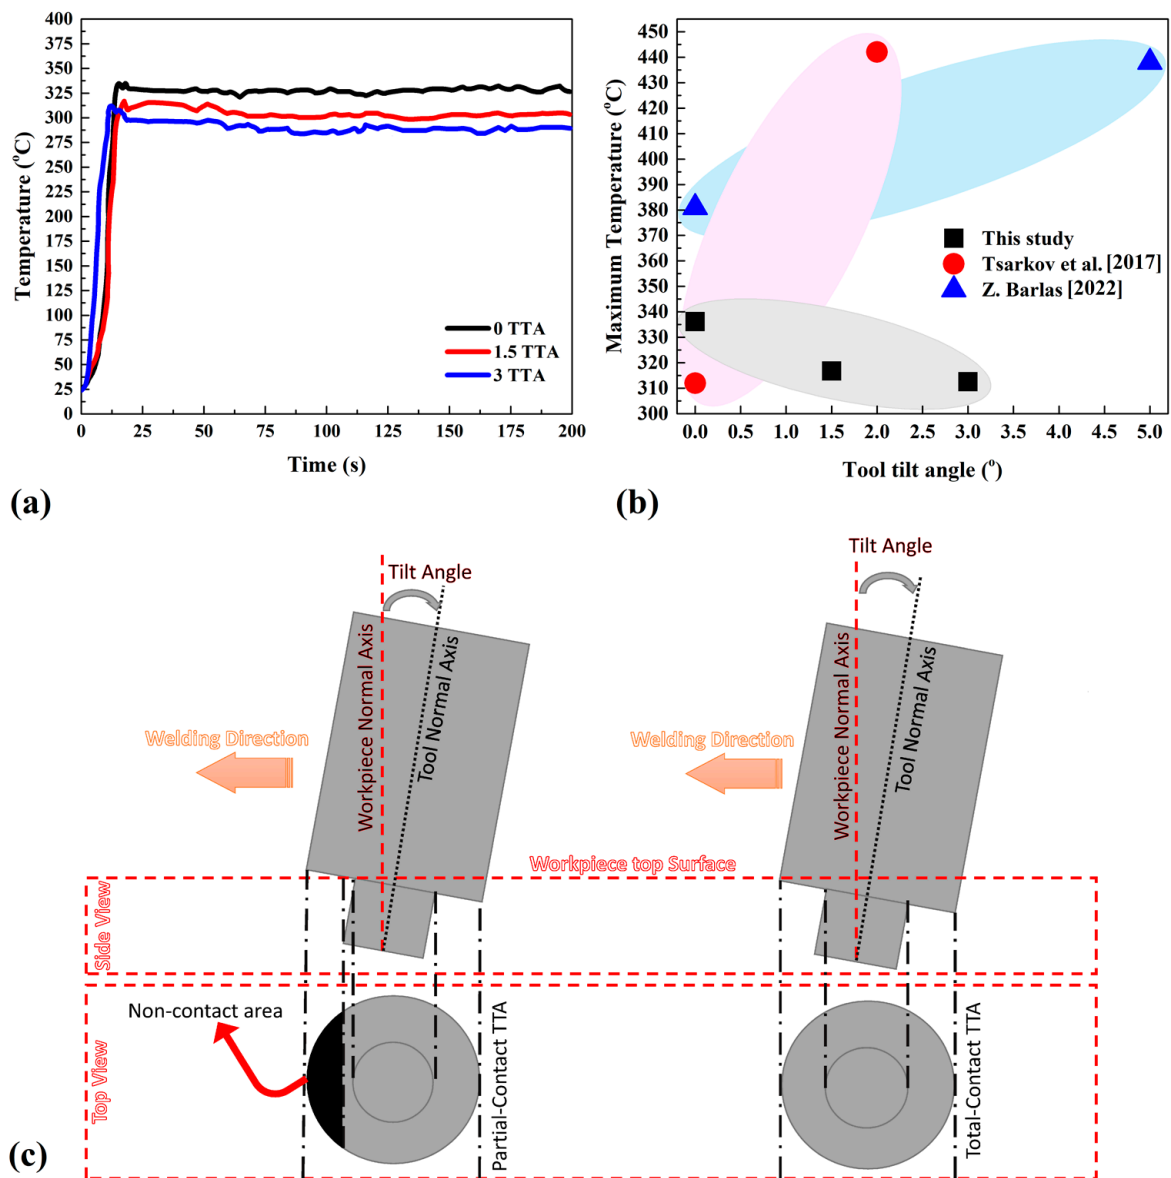 400
375
350
325
300
275
250
225
200
175
150
125
100
75
50
25
0
Temperature (°C)
0 TTA
1.5 TTA
3 TTA
0 25 50 75 100 125 150 175 200
Time (s)
(a)
450
440
430
420
410
400
390
380
370
360
350
340
330
320
310
300
Maximum Temperature (°C)
This study
Tsarkov et al. [2017]
Z. Barlas [2022]
0.0 0.5 1.0 1.5 2.0 2.5 3.0 3.5 4.0 4.5 5.0
Tool tilt angle (°)
(b)
Tilt Angle
Workpiece Normal Axis
Tool Normal Axis
Welding Direction
Tilt Angle
Workpiece Normal Axis
Tool Normal Axis
Welding Direction
Workpiece top Surface
Side View
Top View
Non-contact area
Partial-Contact TTA
Total-Contact TTA
(c)